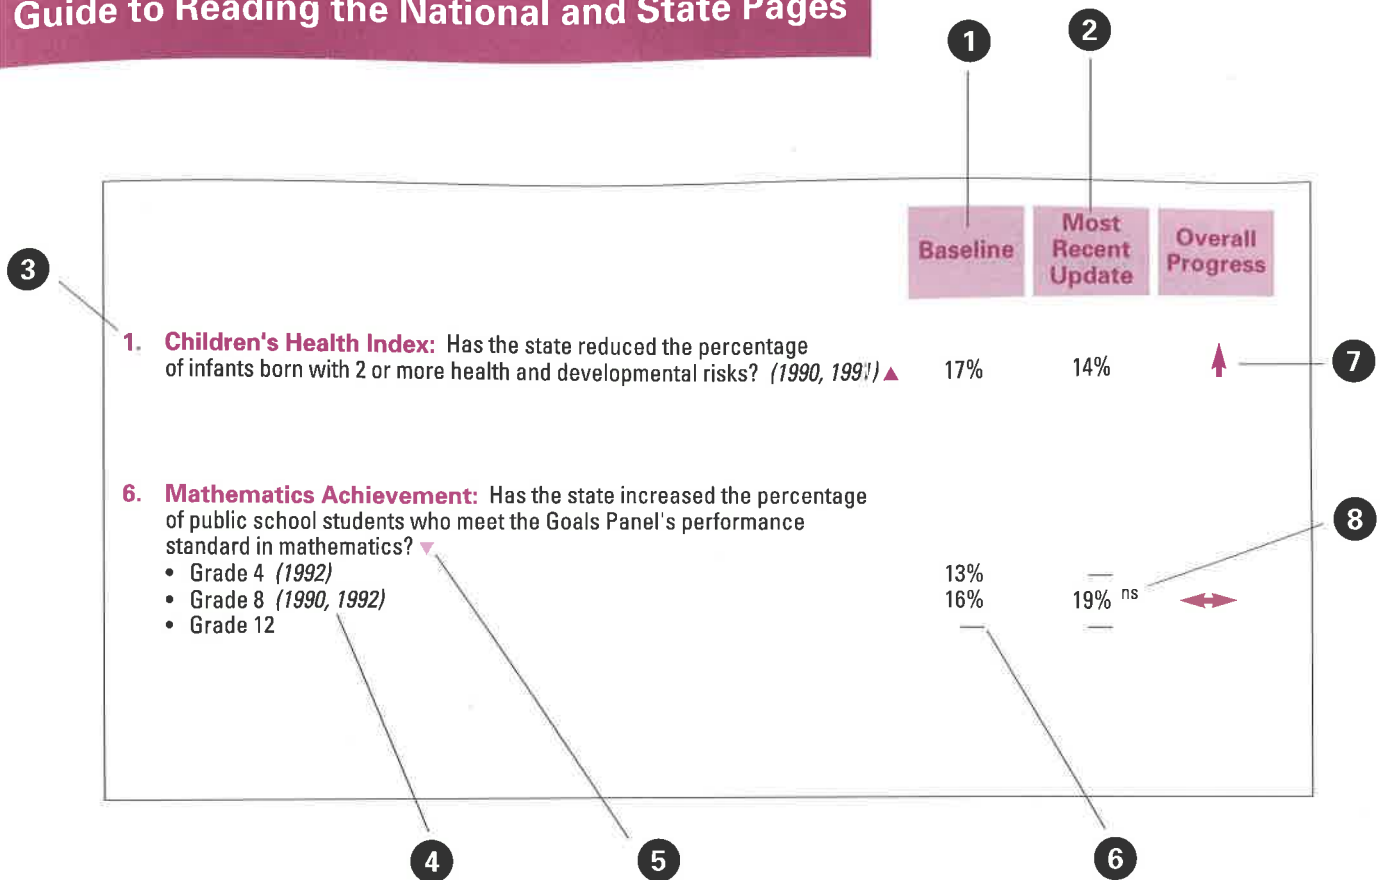 Guide to Reading the National and State Pages
1
2
3
Baseline
Most
Recent
Update
Overall
Progress
1. Children's Health Index: Has the state reduced the percentage
of infants born with 2 or more health and developmental risks? (1990, 1991) ▲ 17% 14%
7
6. Mathematics Achievement: Has the state increased the percentage
of public school students who meet the Goals Panel's performance
standard in mathematics? ▼
8
• Grade 4 (1992) 13% —
• Grade 8 (1990, 1992) 16% 19% ns
• Grade 12 — —
4
5
6